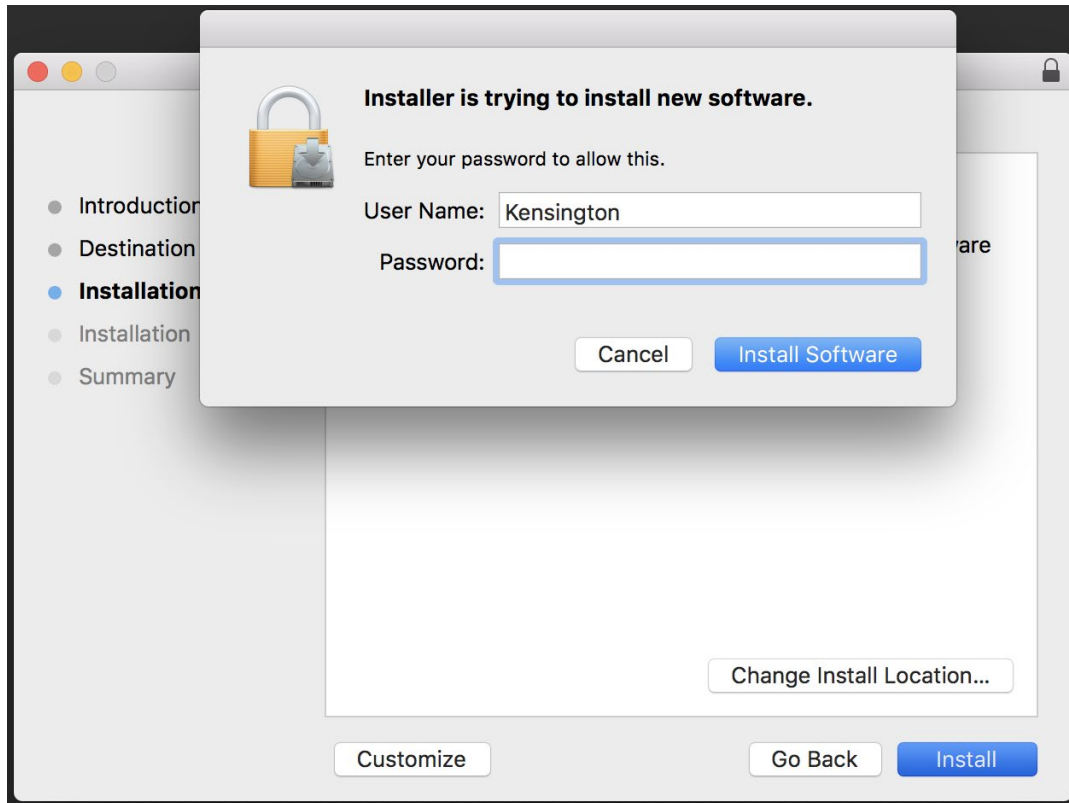 Installer is trying to install new software.
Enter your password to allow this.
User Name: Kensington
Password:
Cancel Install Software
Introduction
Destination
Installation
Installation
Summary
Change Install Location...
Customize Go Back Install